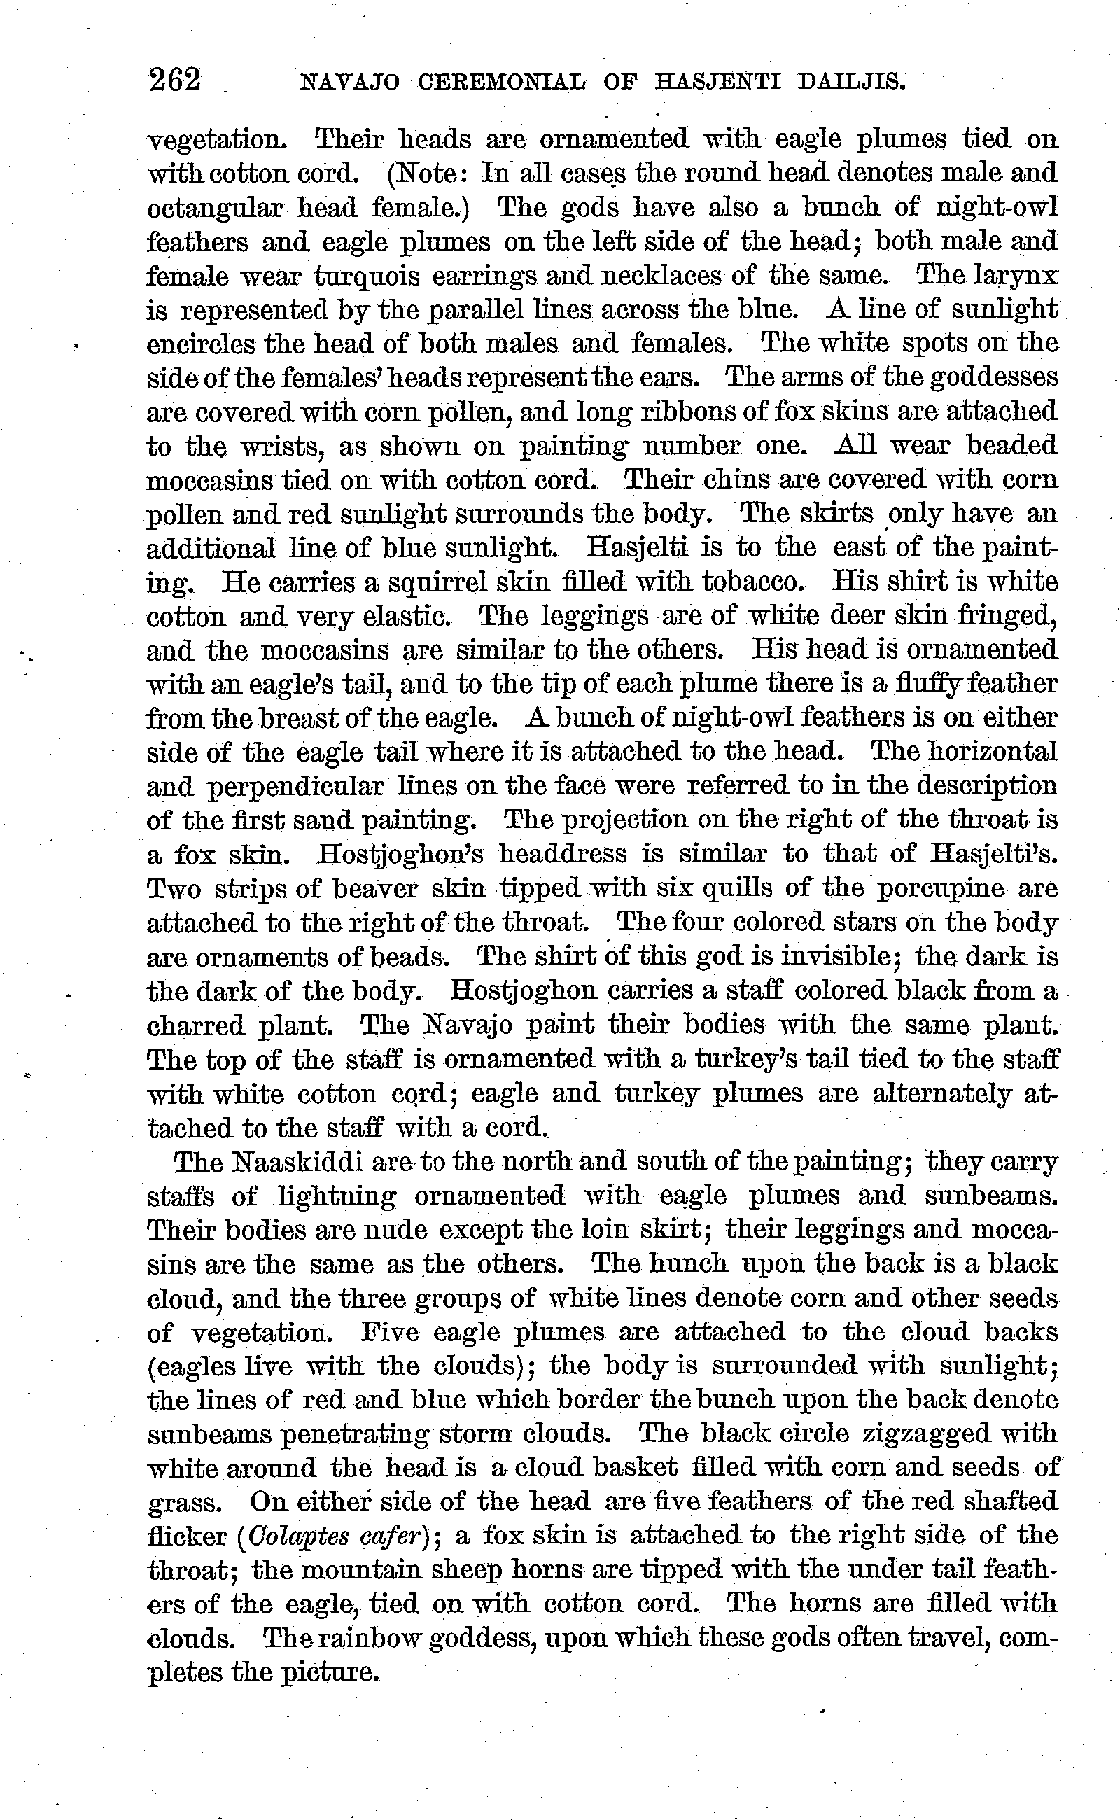 262 NAVAJO CEREMONIAL OF HASJENTI DAILJIS.
vegetation. Their heads are ornamented with eagle plumes tied on
with cotton cord. (Note: In all cases the round head denotes male and
octangular head female.) The gods have also a bunch of night-owl
feathers and eagle plumes on the left side of the head; both male and
female wear turquois earrings and necklaces of the same. The larynx
is represented by the parallel lines across the blue. A line of sunlight
encircles the head of both males and females. The white spots on the
side of the females' heads represent the ears. The arms of the goddesses
are covered with corn pollen, and long ribbons of fox skins are attached
to the wrists, as shown on painting number one. All wear beaded
moccasins tied on with cotton cord. Their chins are covered with corn
pollen and red sunlight surrounds the body. The skirts only have an
additional line of blue sunlight. Hasjelti is to the east of the paint-
ing. He carries a squirrel skin filled with tobacco. His shirt is white
cotton and very elastic. The leggings are of white deer skin fringed,
and the moccasins are similar to the others. His head is ornamented
with an eagle's tail, and to the tip of each plume there is a fluffy feather
from the breast of the eagle. A bunch of night-owl feathers is on either
side of the eagle tail where it is attached to the head. The horizontal
and perpendicular lines on the face were referred to in the description
of the first sand painting. The projection on the right of the throat is
a fox skin. Hostjoghon's headdress is similar to that of Hasjelti's.
Two strips of beaver skin tipped with six quills of the porcupine are
attached to the right of the throat. The four colored stars on the body
are ornaments of beads. The shirt of this god is invisible; the dark is
the dark of the body. Hostjoghon carries a staff colored black from a
charred plant. The Navajo paint their bodies with the same plant.
The top of the staff is ornamented with a turkey's tail tied to the staff
with white cotton cord; eagle and turkey plumes are alternately at-
tached to the staff with a cord.
The Naaskiddi are to the north and south of the painting; they carry
staffs of lightning ornamented with eagle plumes and sunbeams.
Their bodies are nude except the loin skirt; their leggings and mocca-
sins are the same as the others. The hunch upon the back is a black
cloud, and the three groups of white lines denote corn and other seeds
of vegetation. Five eagle plumes are attached to the cloud backs
(eagles live with the clouds); the body is surrounded with sunlight;
the lines of red and blue which border the bunch upon the back denote
sunbeams penetrating storm clouds. The black circle zigzagged with
white around the head is a cloud basket filled with corn and seeds of
grass. On either side of the head are five feathers of the red shafted
flicker (Colaptes cafer); a fox skin is attached to the right side of the
throat; the mountain sheep horns are tipped with the under tail feath-
ers of the eagle, tied on with cotton cord. The horns are filled with
clouds. The rainbow goddess, upon which these gods often travel, com-
pletes the picture.